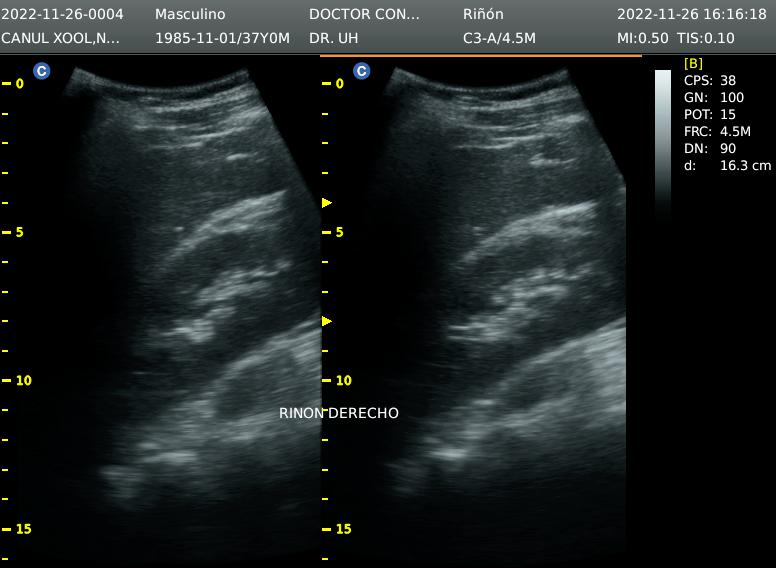 2022-11-26-0004 Masculino DOCTOR CON... Riñón 2022-11-26 16:16:18
CANUL XOOL,N... 1985-11-01/37Y0M DR. UH C3-A/4.5M MI:0.50 TIS:0.10
C C [B]
0 0 CPS: 38
GN: 100
POT: 15
FRC: 4.5M
DN: 90
d: 16.3 cm
5 5
10 10
RINON DERECHO
15 15